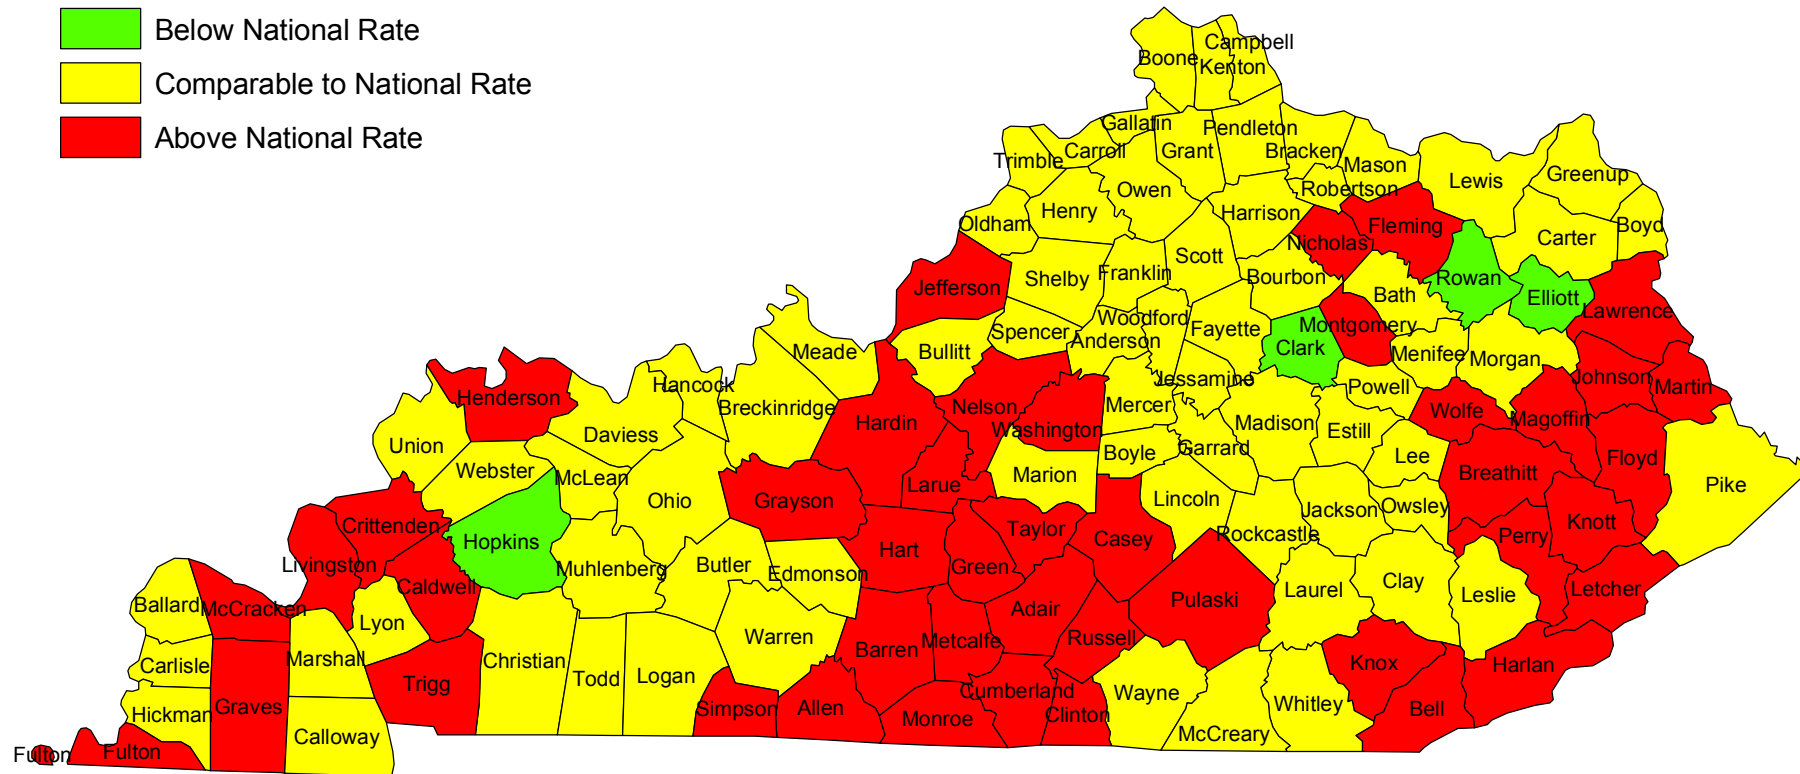 Below National Rate
Comparable to National Rate
Above National Rate
Campbell
Boone
Kenton
Gallatin
Pendleton
Carroll
Grant
Bracken
Trimble
Mason
Robertson
Lewis
Greenup
Owen
Henry
Harrison
Oldham
Fleming
Boyd
Nicholas
Carter
Scott
Shelby
Franklin
Bourbon
Rowan
Jefferson
Bath
Elliott
Lawrence
Woodford
Montgomery
Spencer
Fayette
Anderson
Clark
Meade
Bullitt
Menifee
Morgan
Hancock
Jessamine
Powell
Johnson
Martin
Henderson
Breckinridge
Nelson
Mercer
Wolfe
Magoffin
Hardin
Madison
Washington
Estill
Daviess
Union
Boyle
Garrard
Lee
Floyd
Webster
McLean
Marion
Breathitt
Larue
Pike
Ohio
Grayson
Lincoln
Owsley
Jackson
Crittenden
Taylor
Knott
Rockcastle
Perry
Hopkins
Casey
Hart
Livingston
Butler
Green
Muhlenberg
Edmonson
Clay
Caldwell
Laurel
Letcher
Leslie
Pulaski
Ballard
McCracken
Adair
Lyon
Warren
Metcalfe
Russell
Barren
Marshall
Christian
Knox
Carlisle
Harlan
Logan
Todd
Trigg
Cumberland
Wayne
Whitley
Graves
Simpson
Allen
Bell
Hickman
Clinton
Monroe
McCreary
Calloway
Fulton
Fulton